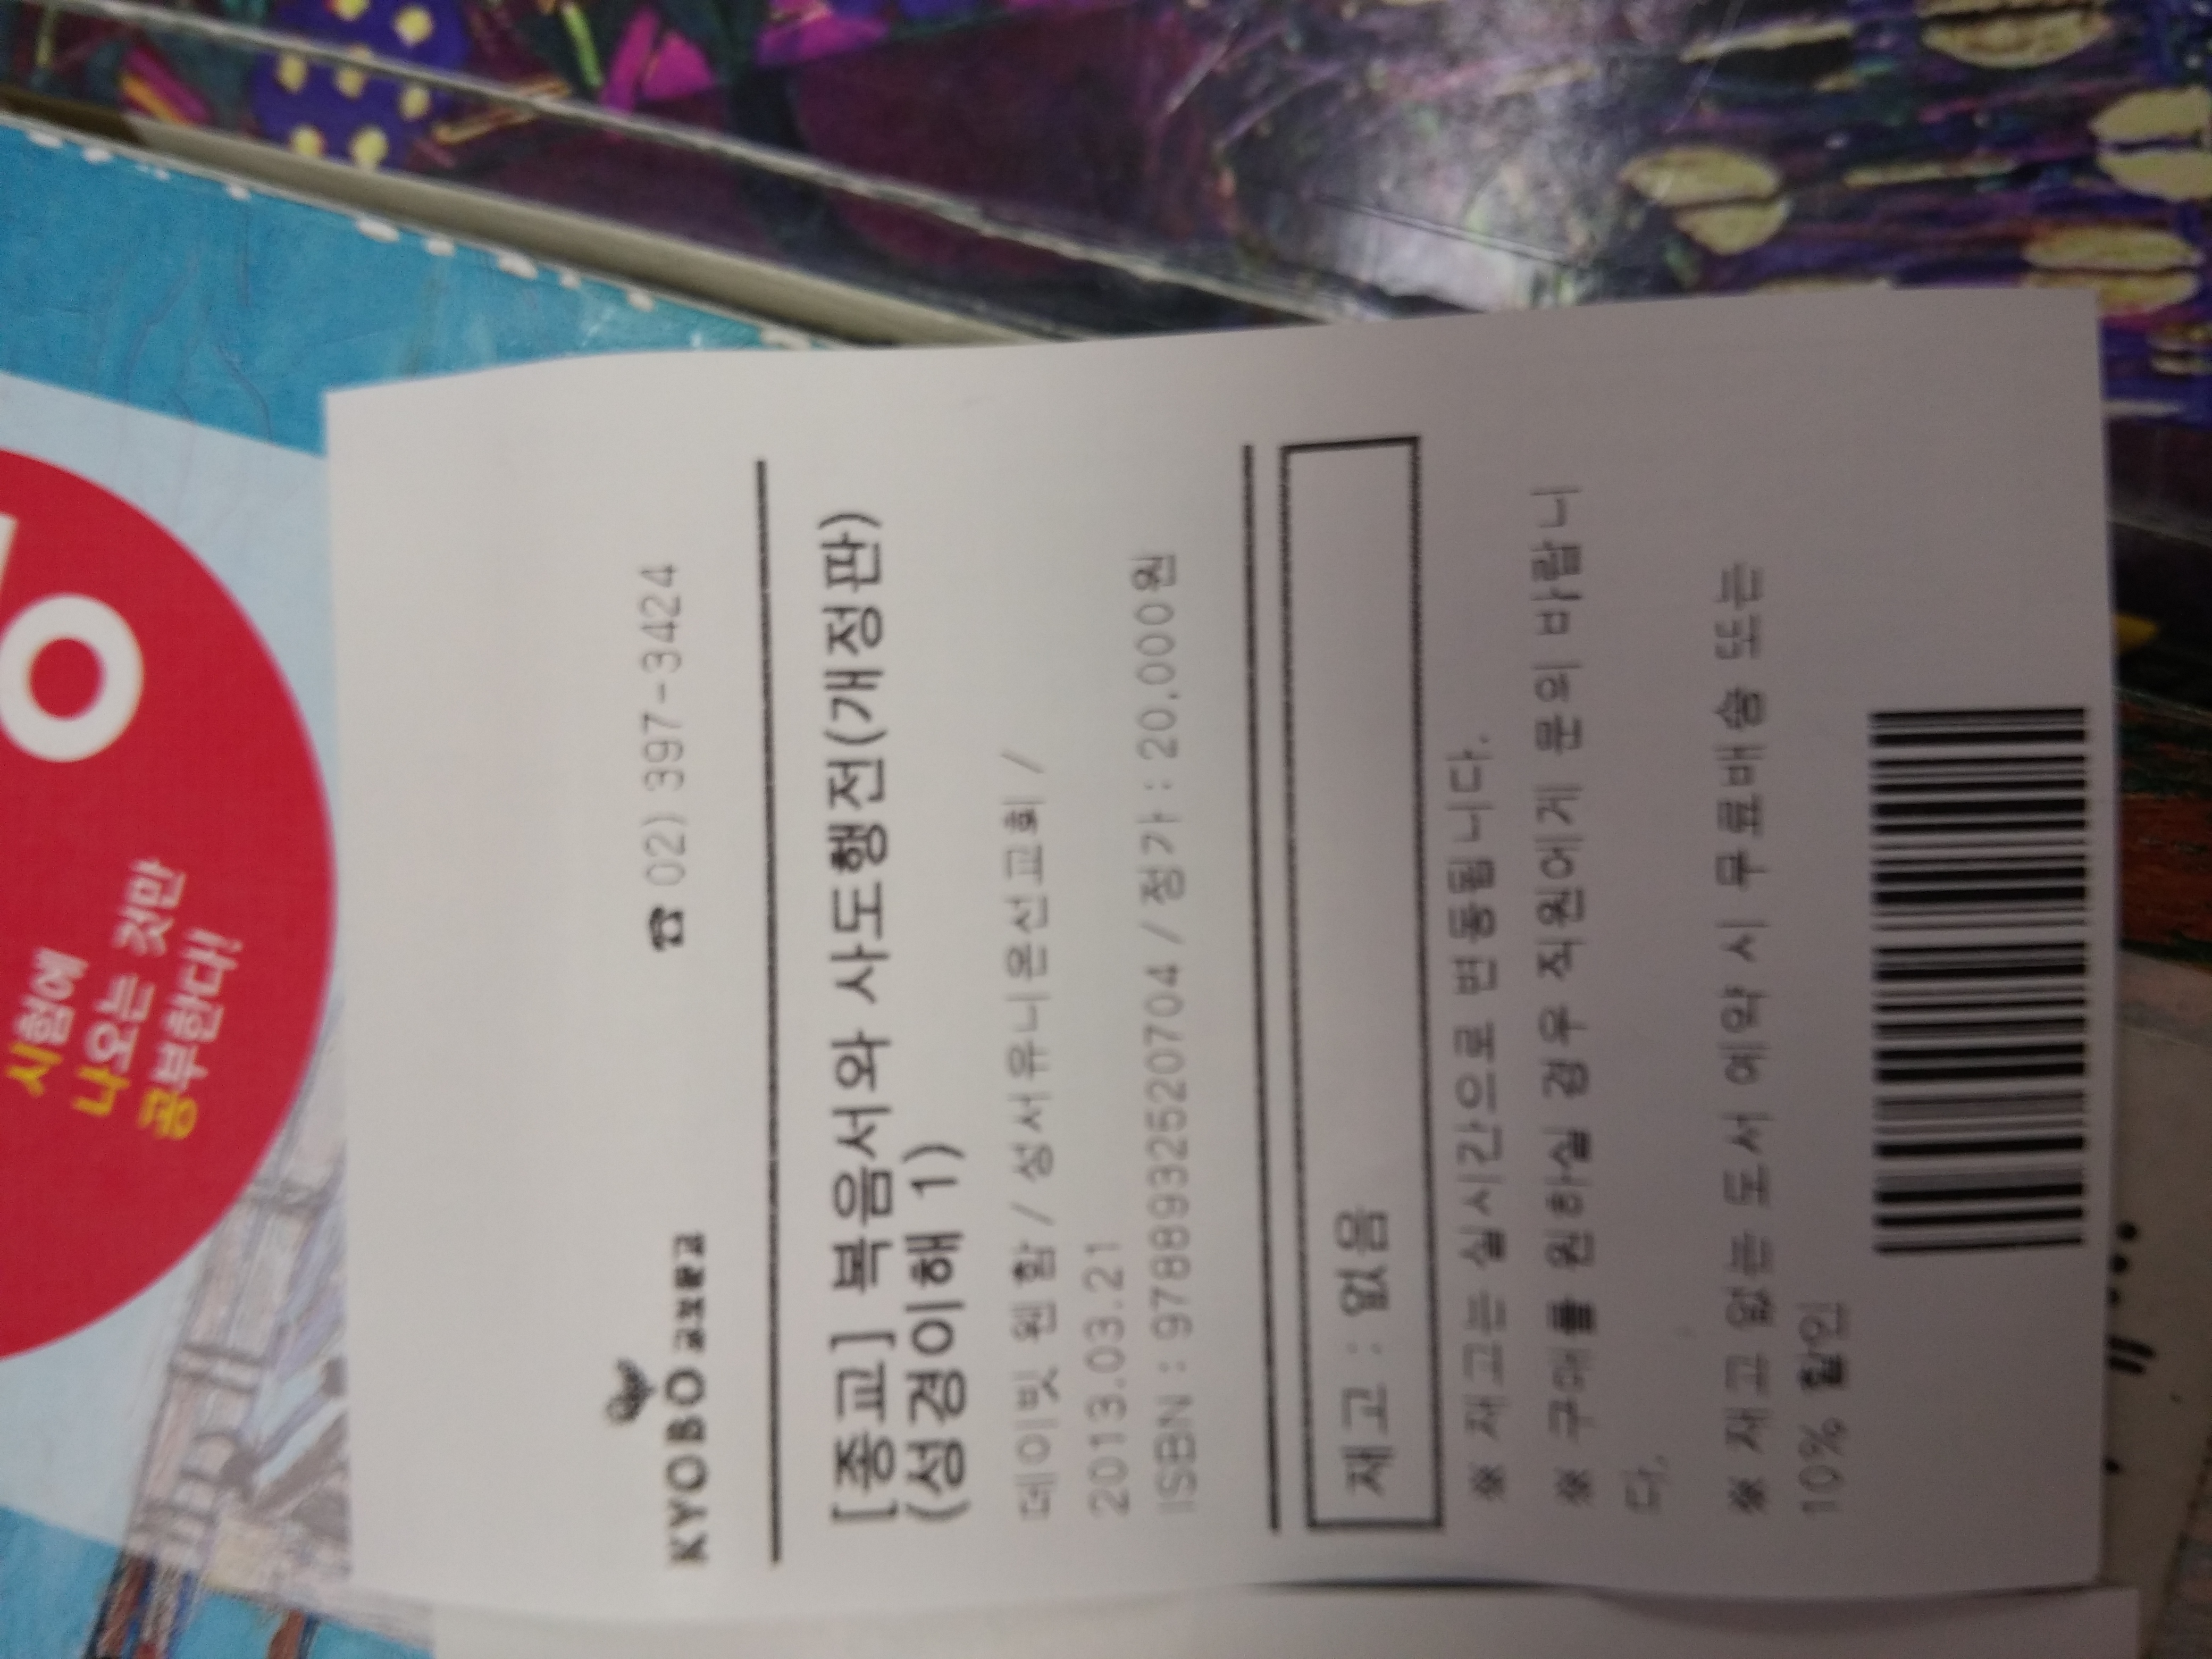 KYOBO 교보문고
☎ 02) 397-3424
[종교] 복음서와 사도행전(개정판)
(성경이해 1)
데이빗 웬함 / 성서유니온선교회 /
2013.03.21
ISBN : 9788932520704 / 정가 : 20,000원
재고 : 없음
※ 재고는 실시간으로 변동됩니다.
※ 구매를 원하실 경우 직원에게 문의 바랍니
다.
※ 재고 없는 도서 예약 시 무료배송 또는
10% 할인
시험에
나오는 것만
공부한다!